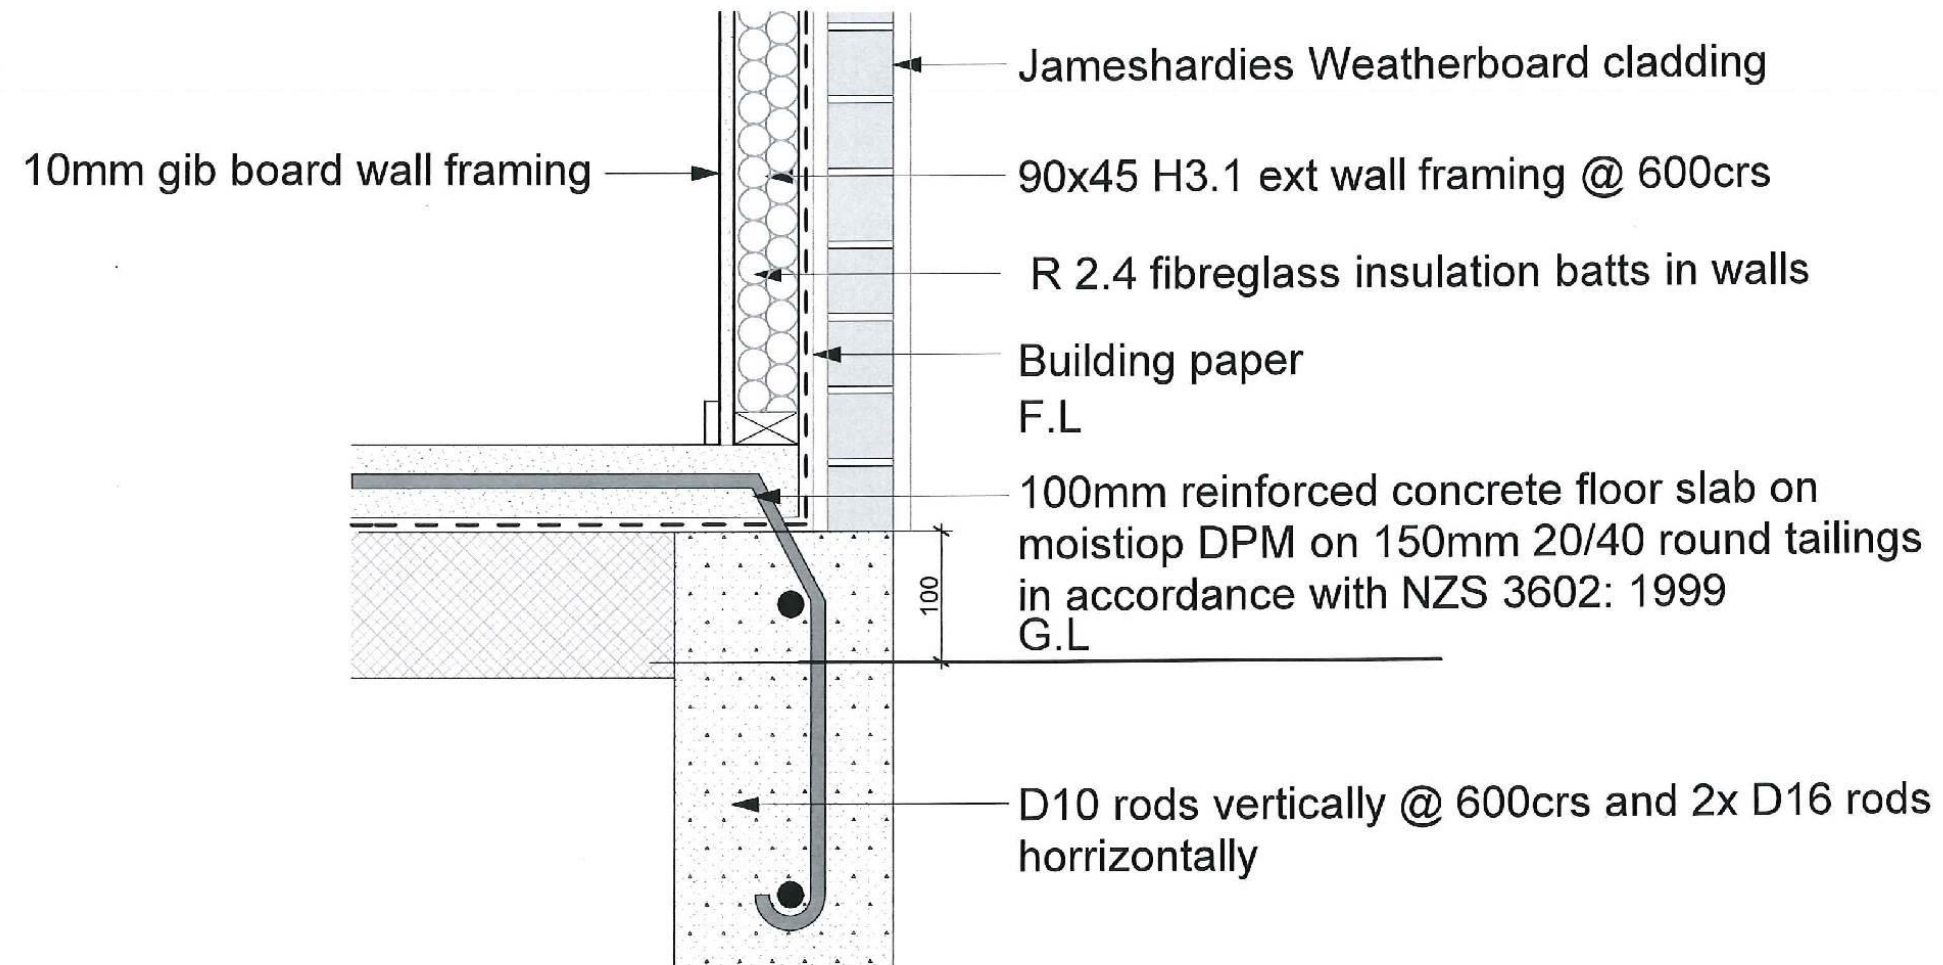 Jameshardies Weatherboard cladding
10mm gib board wall framing
90x45 H3.1 ext wall framing @ 600crs
R 2.4 fibreglass insulation batts in walls
Building paper
F.L
100mm reinforced concrete floor slab on
moistiop DPM on 150mm 20/40 round tailings
in accordance with NZS 3602: 1999
G.L
100
D10 rods vertically @ 600crs and 2x D16 rods
horrizontally